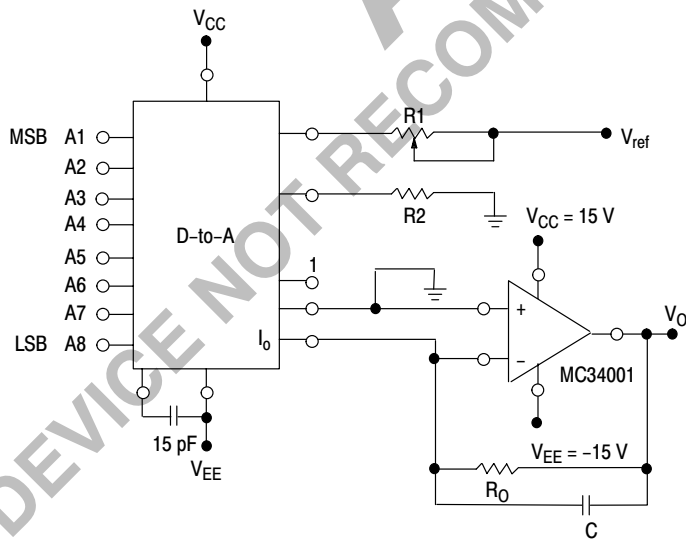 VCC
R1
MSB A1
Vref
A2
A3
R2
A4
VCC = 15 V
D–to–A
A5
A6
1
A7
+
VO
LSB A8
Io
–
MC34001
15 pF
VEE
VEE = –15 V
RO
C
DEVICE NOT RECOM